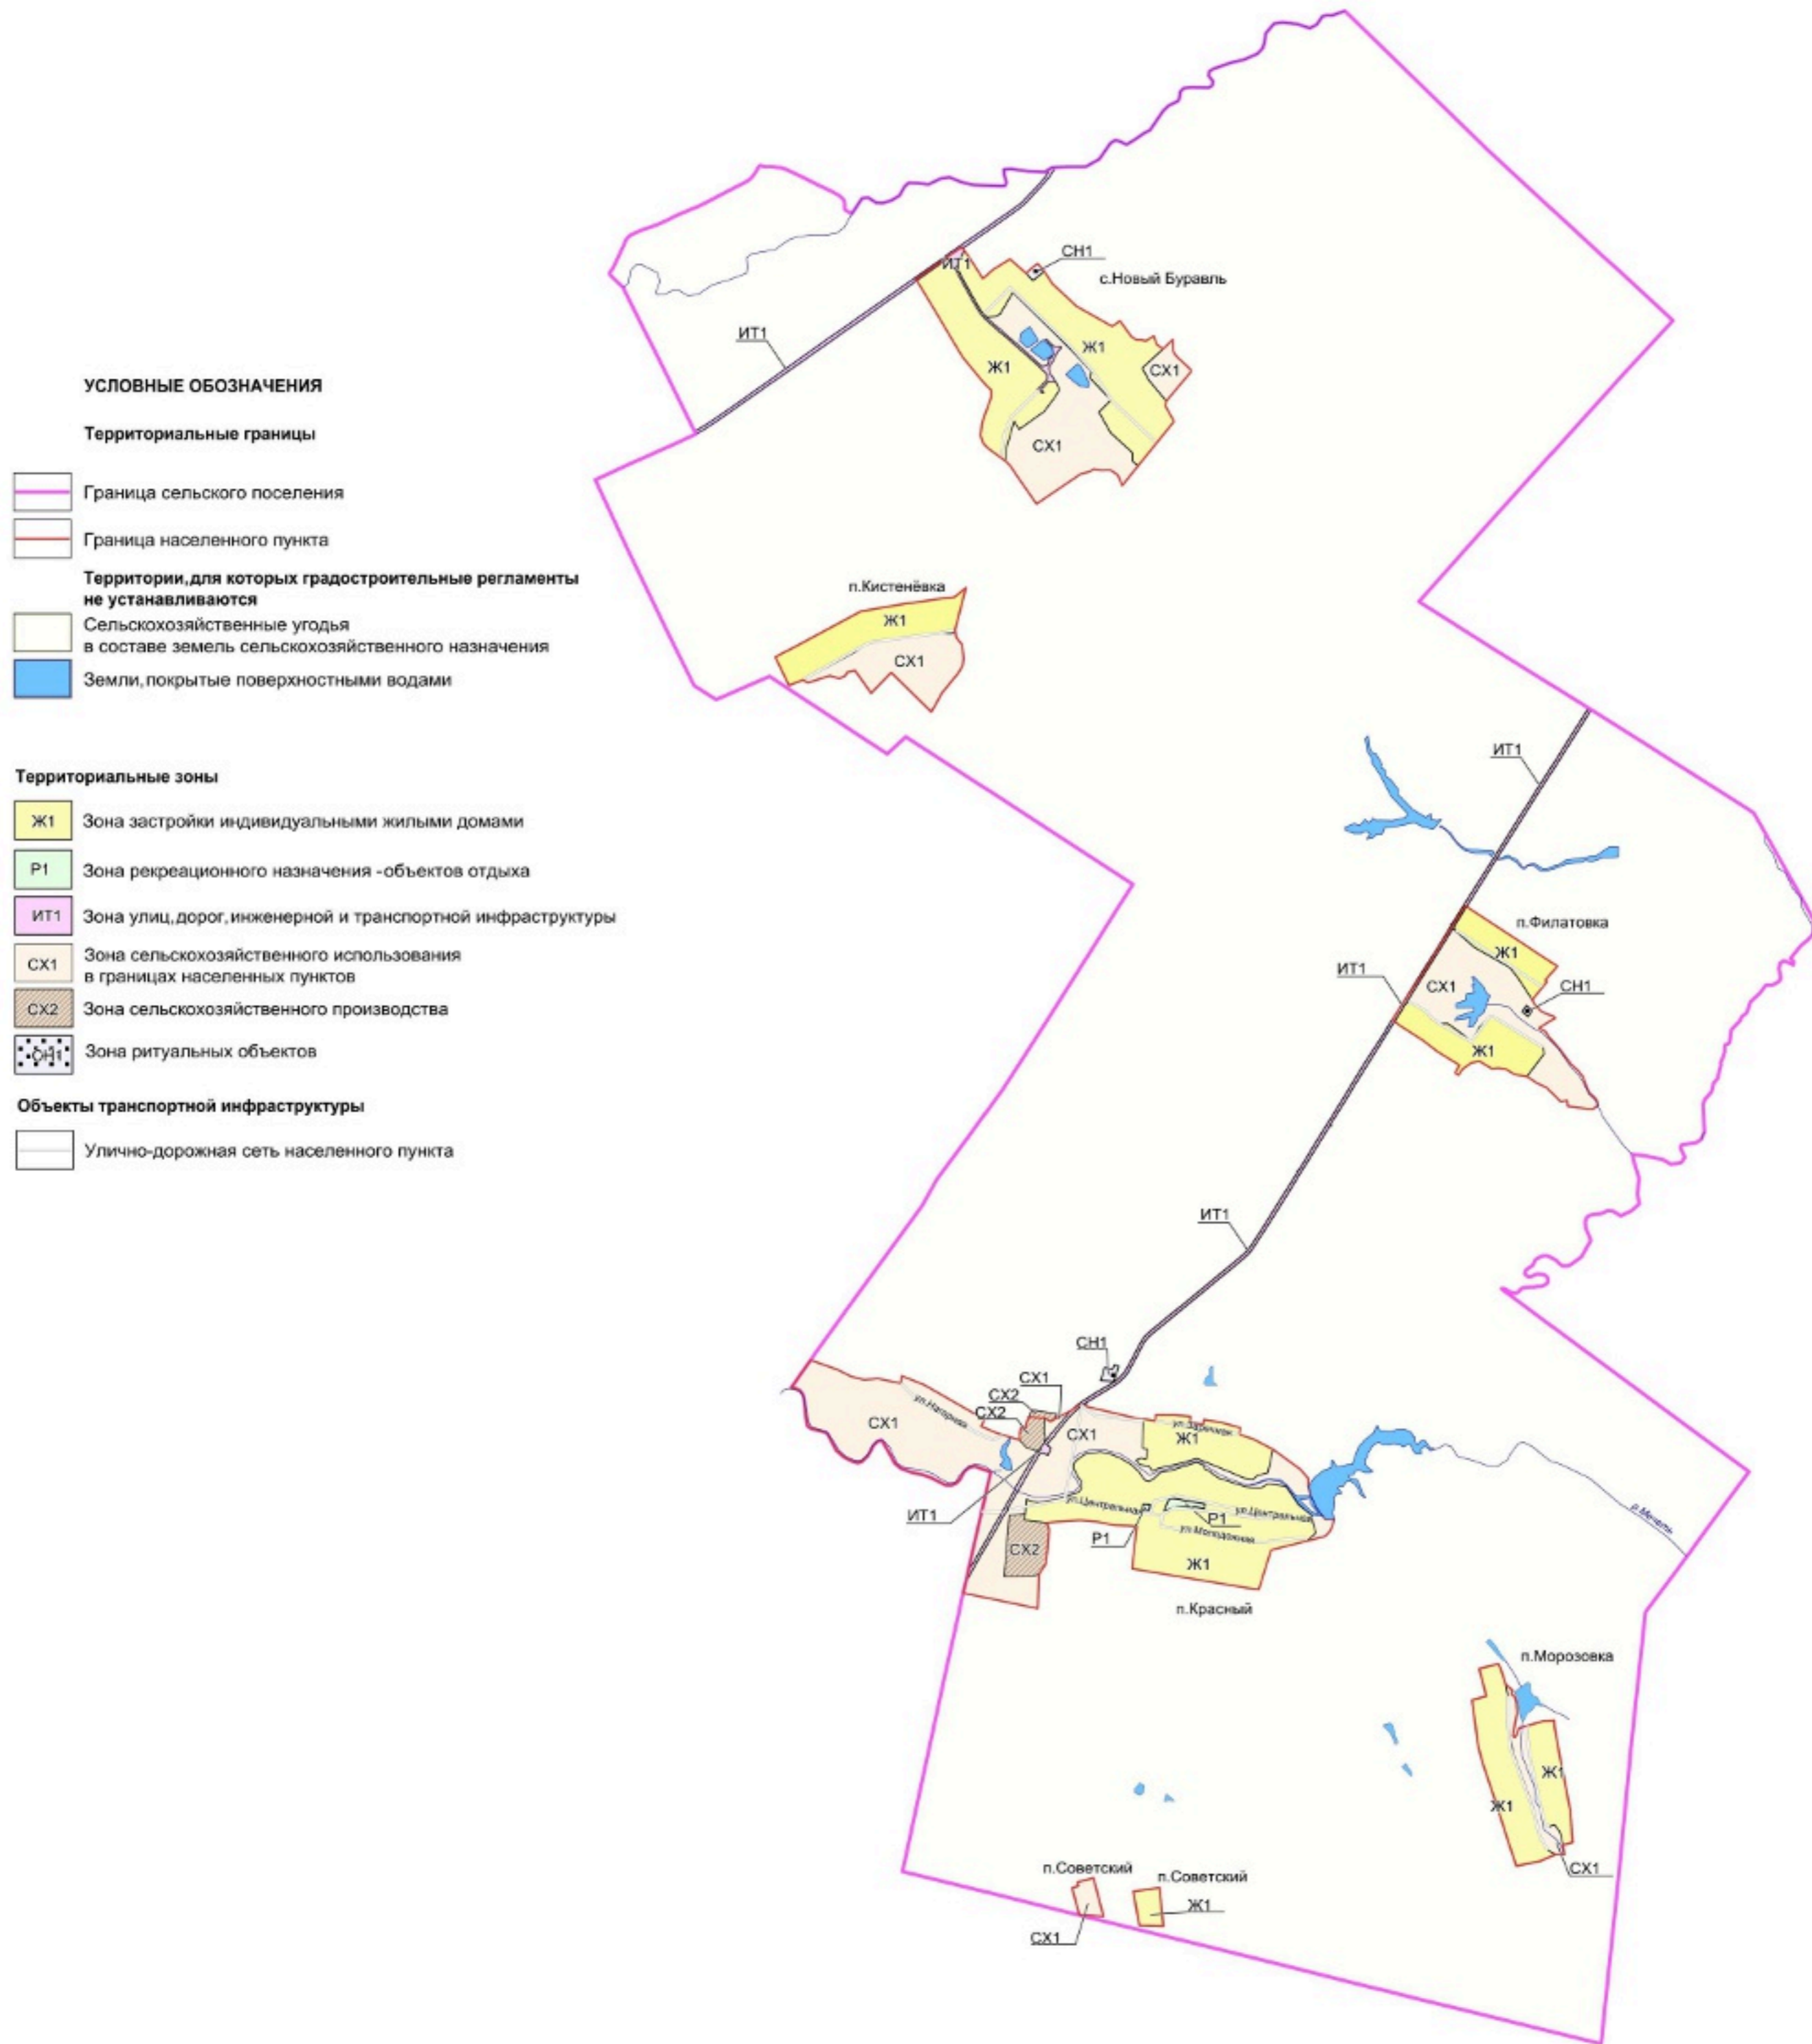 УСЛОВНЫЕ ОБОЗНАЧЕНИЯ
Территориальные границы
Граница сельского поселения
Граница населенного пункта
Территории,для которых градостроительные регламенты
не устанавливаются
Сельскохозяйственные угодья
в составе земель сельскохозяйственного назначения
Земли,покрытые поверхностными водами
Территориальные зоны
Ж1 Зона застройки индивидуальными жилыми домами
Р1 Зона рекреационного назначения -объектов отдыха
ИТ1 Зона улиц,дорог,инженерной и транспортной инфраструктуры
СХ1 Зона сельскохозяйственного использования
в границах населенных пунктов
СХ2 Зона сельскохозяйственного производства
СН1 Зона ритуальных объектов
Объекты транспортной инфраструктуры
Улично-дорожная сеть населенного пункта
СН1
ИТ1
с.Новый Буравль
ИТ1
Ж1
Ж1
СХ1
СХ1
п.Кистенёвка
Ж1
СХ1
ИТ1
п.Филатовка
Ж1
ИТ1
СХ1
СН1
Ж1
ИТ1
СН1
СХ1
СХ2
СХ2
ул.Нагорная
СХ1
СХ1
ул.Заречная
Ж1
ул.Центральная
ул.Центральная
ИТ1
Р1
ул.Молодежная
Р1
СХ2
Ж1
п.Красный
п.Морозовка
Ж1
Ж1
СХ1
п.Советский
п.Советский
Ж1
СХ1